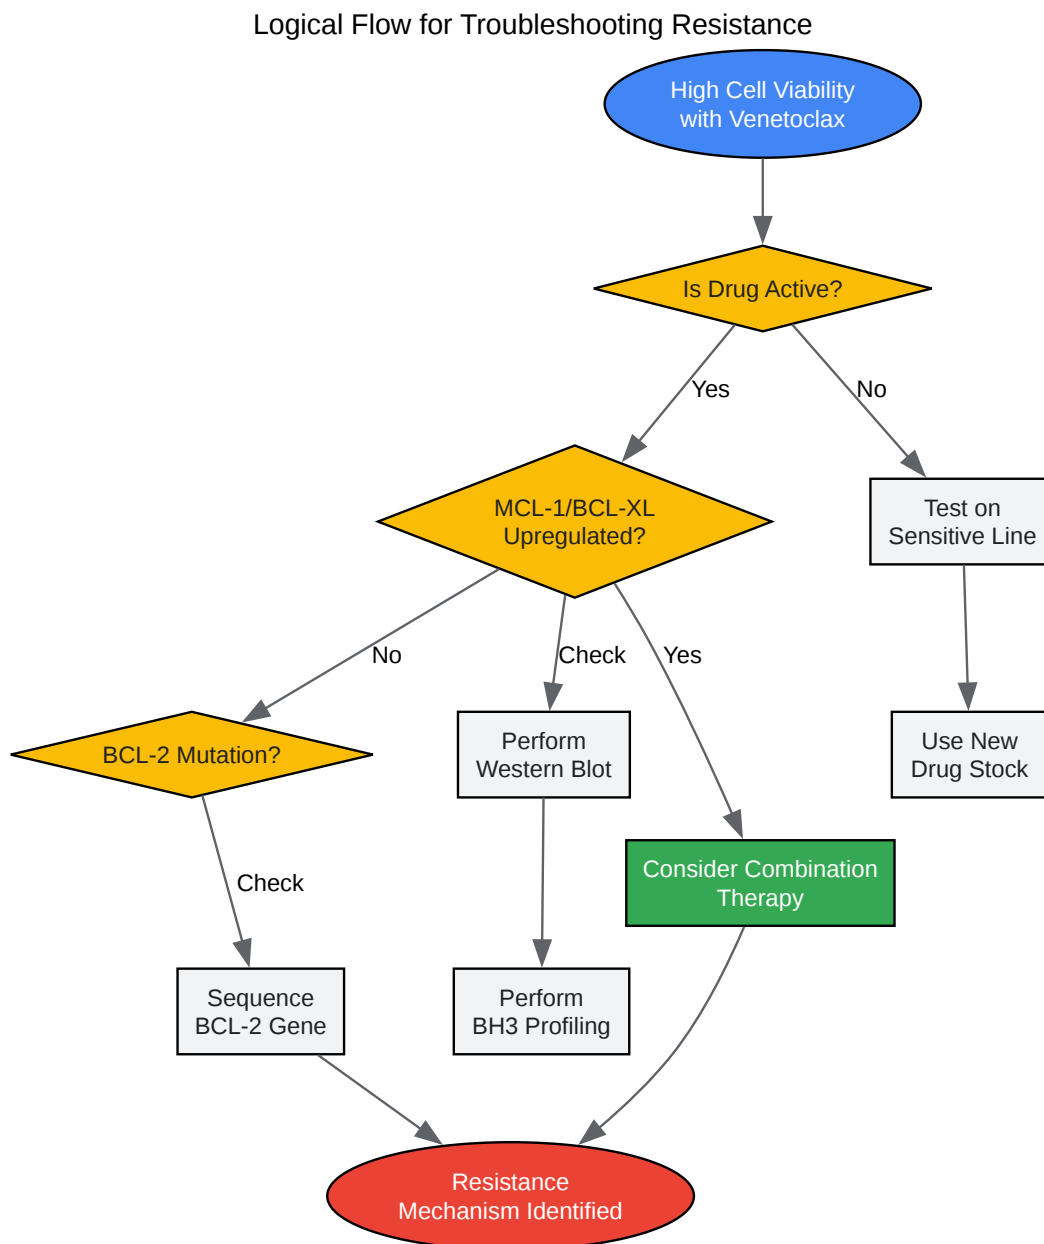 Logical Flow for Troubleshooting Resistance
High Cell Viability
with Venetoclax
Is Drug Active?
Yes
No
MCL-1/BCL-XL
Upregulated?
Test on
Sensitive Line
No
Check
Yes
BCL-2 Mutation?
Perform
Western Blot
Use New
Drug Stock
Check
Consider Combination
Therapy
Sequence
BCL-2 Gene
Perform
BH3 Profiling
Resistance
Mechanism Identified